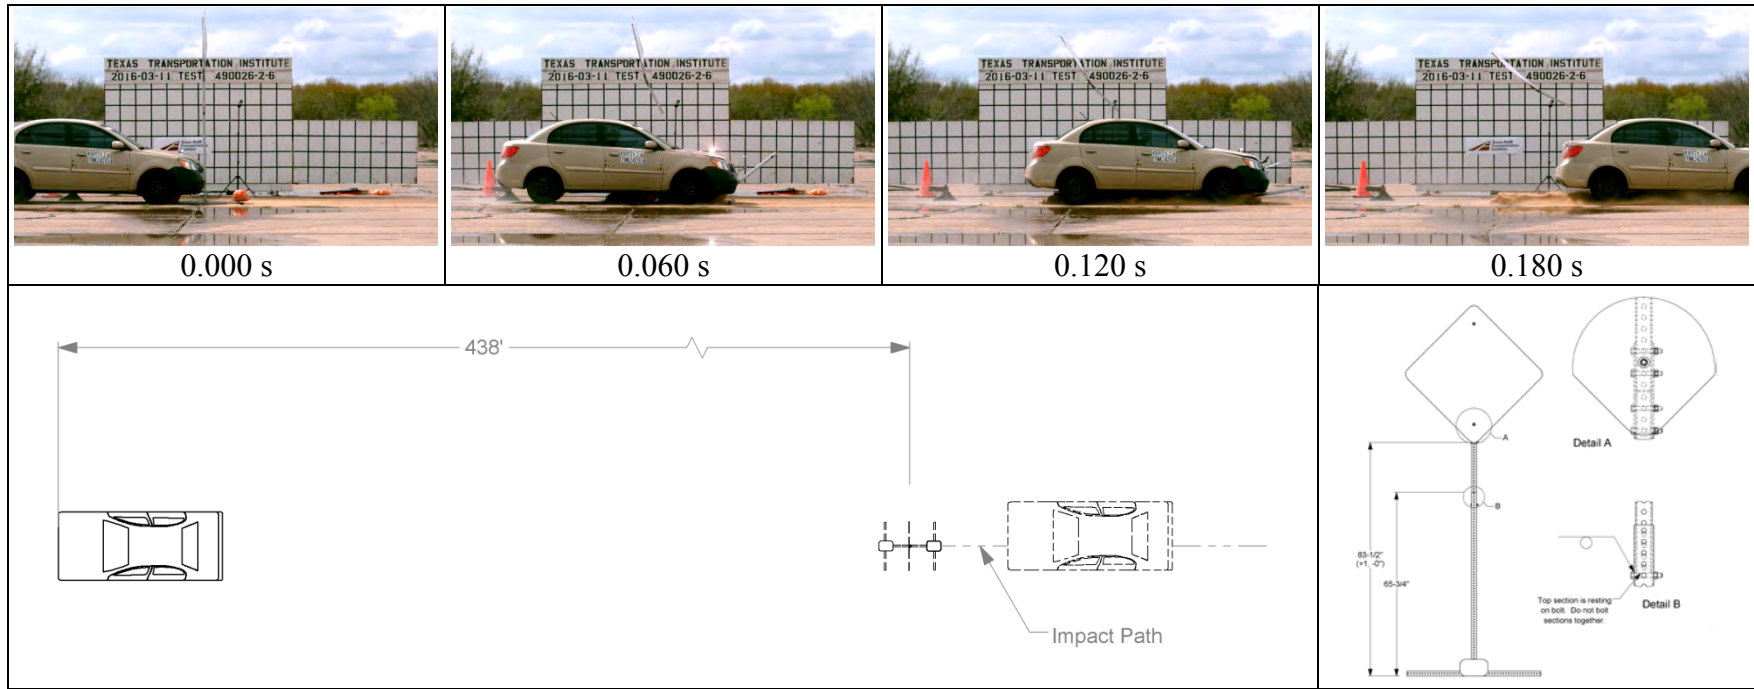 TEXAS TRANSPORTATION INSTITUTE
2016-03-11 TEST 490026-2-6
TEXAS TRANSPORTATION INSTITUTE
2016-03-11 TEST 490026-2-6
TEXAS TRANSPORTATION INSTITUTE
2016-03-11 TEST 490026-2-6
TEXAS TRANSPORTATION INSTITUTE
2016-03-11 TEST 490026-2-6
0.000 s
0.060 s
0.120 s
0.180 s
438'
Impact Path
A
Detail A
B
83-1/2"
(+1, -0")
65-3/4"
Top section is resting
on bolt. Do not bolt
sections together.
Detail B